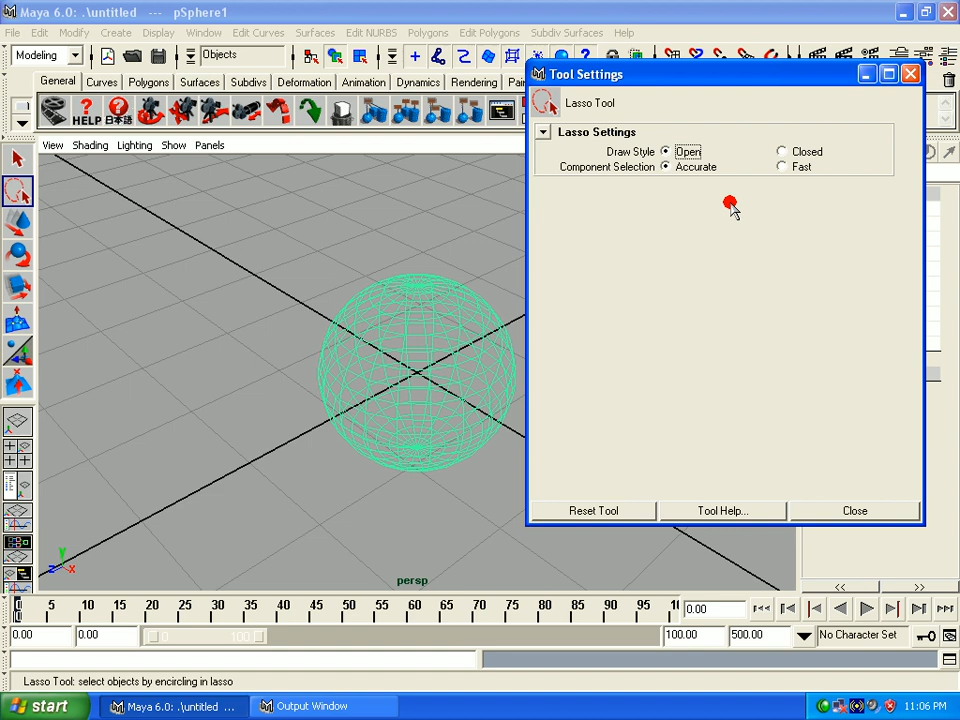 Maya 6.0: .\untitled   ---   pSphere1
File Edit Modify Create Display Window Edit Curves Surfaces Edit NURBS Polygons Edit Polygons Subdiv Surfaces Help
Modeling Objects
Tool Settings
General Curves Polygons Surfaces Subdivs Deformation Animation Dynamics Rendering
HELP 日本語
Lasso Tool
Lasso Settings
View Shading Lighting Show Panels
Draw Style Open Closed
Component Selection Accurate Fast
Reset Tool Tool Help... Close
y
z x
persp
<< >>
0 5 10 15 20 25 30 35 40 45 50 55 60 65 70 75 80 85 90 95 0.00
0.00 0.00 0 100 100.00 500.00 No Character Set
Lasso Tool: select objects by encircling in lasso
start Maya 6.0: .\untitled ... Output Window 11:06 PM